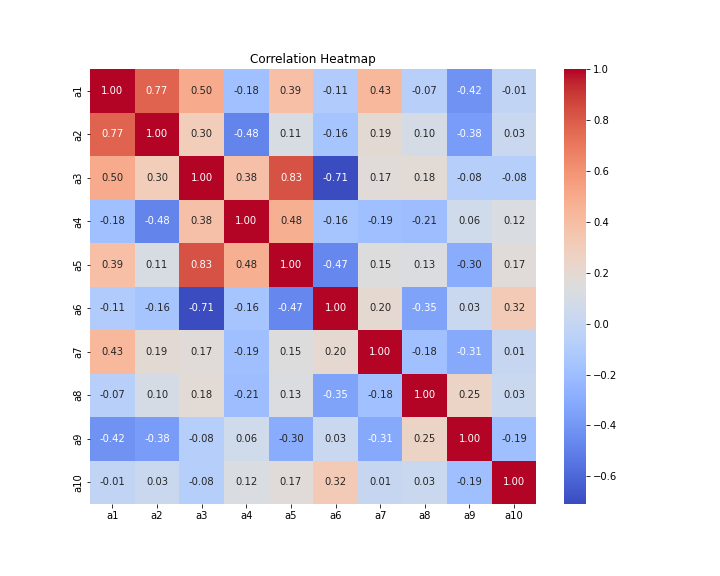 Correlation Heatmap
a1 1.00 0.77 0.50 -0.18 0.39 -0.11 0.43 -0.07 -0.42 -0.01
a2 0.77 1.00 0.30 -0.48 0.11 -0.16 0.19 0.10 -0.38 0.03
a3 0.50 0.30 1.00 0.38 0.83 -0.71 0.17 0.18 -0.08 -0.08
a4 -0.18 -0.48 0.38 1.00 0.48 -0.16 -0.19 -0.21 0.06 0.12
a5 0.39 0.11 0.83 0.48 1.00 -0.47 0.15 0.13 -0.30 0.17
a6 -0.11 -0.16 -0.71 -0.16 -0.47 1.00 0.20 -0.35 0.03 0.32
a7 0.43 0.19 0.17 -0.19 0.15 0.20 1.00 -0.18 -0.31 0.01
a8 -0.07 0.10 0.18 -0.21 0.13 -0.35 -0.18 1.00 0.25 0.03
a9 -0.42 -0.38 -0.08 0.06 -0.30 0.03 -0.31 0.25 1.00 -0.19
a10 -0.01 0.03 -0.08 0.12 0.17 0.32 0.01 0.03 -0.19 1.00
a1 a2 a3 a4 a5 a6 a7 a8 a9 a10
1.0
0.8
0.6
0.4
0.2
0.0
−0.2
−0.4
−0.6